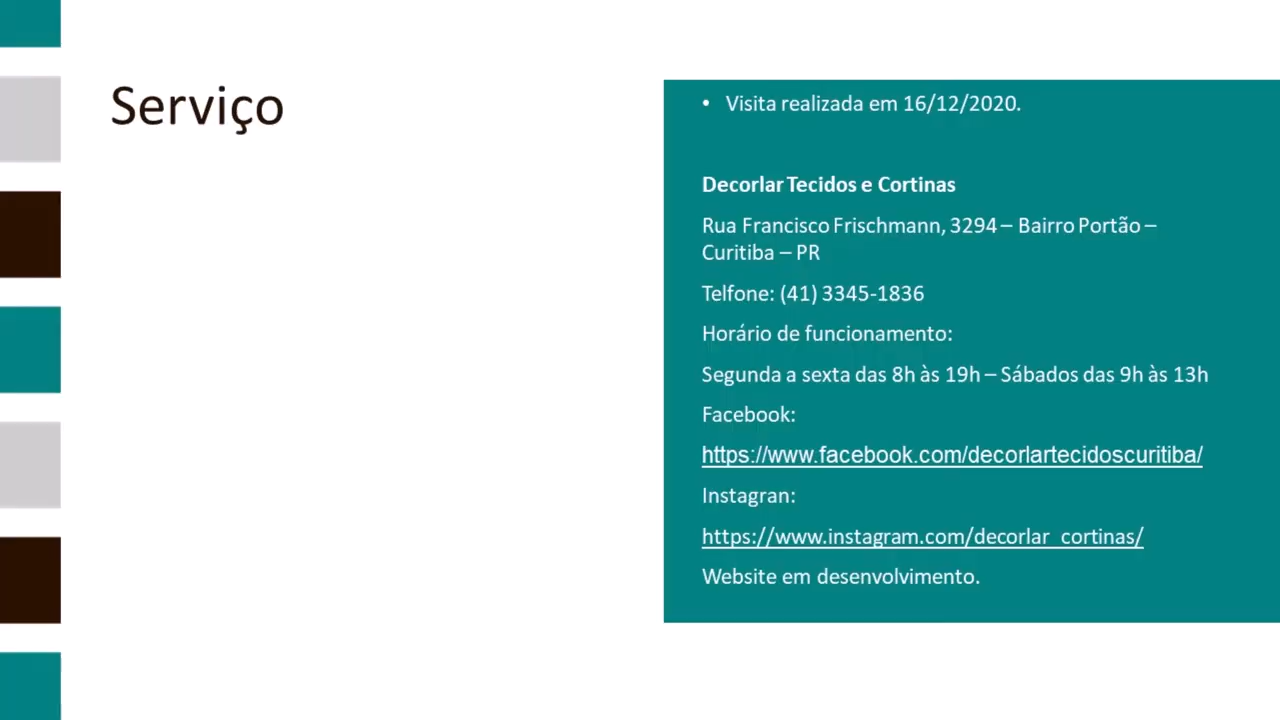 Serviço
• Visita realizada em 16/12/2020.
Decorlar Tecidos e Cortinas
Rua Francisco Frischmann, 3294 – Bairro Portão –
Curitiba – PR
Telfone: (41) 3345-1836
Horário de funcionamento:
Segunda a sexta das 8h às 19h – Sábados das 9h às 13h
Facebook:
https://www.facebook.com/decorlartecidoscuritiba/
Instagran:
https://www.instagram.com/decorlar_cortinas/
Website em desenvolvimento.